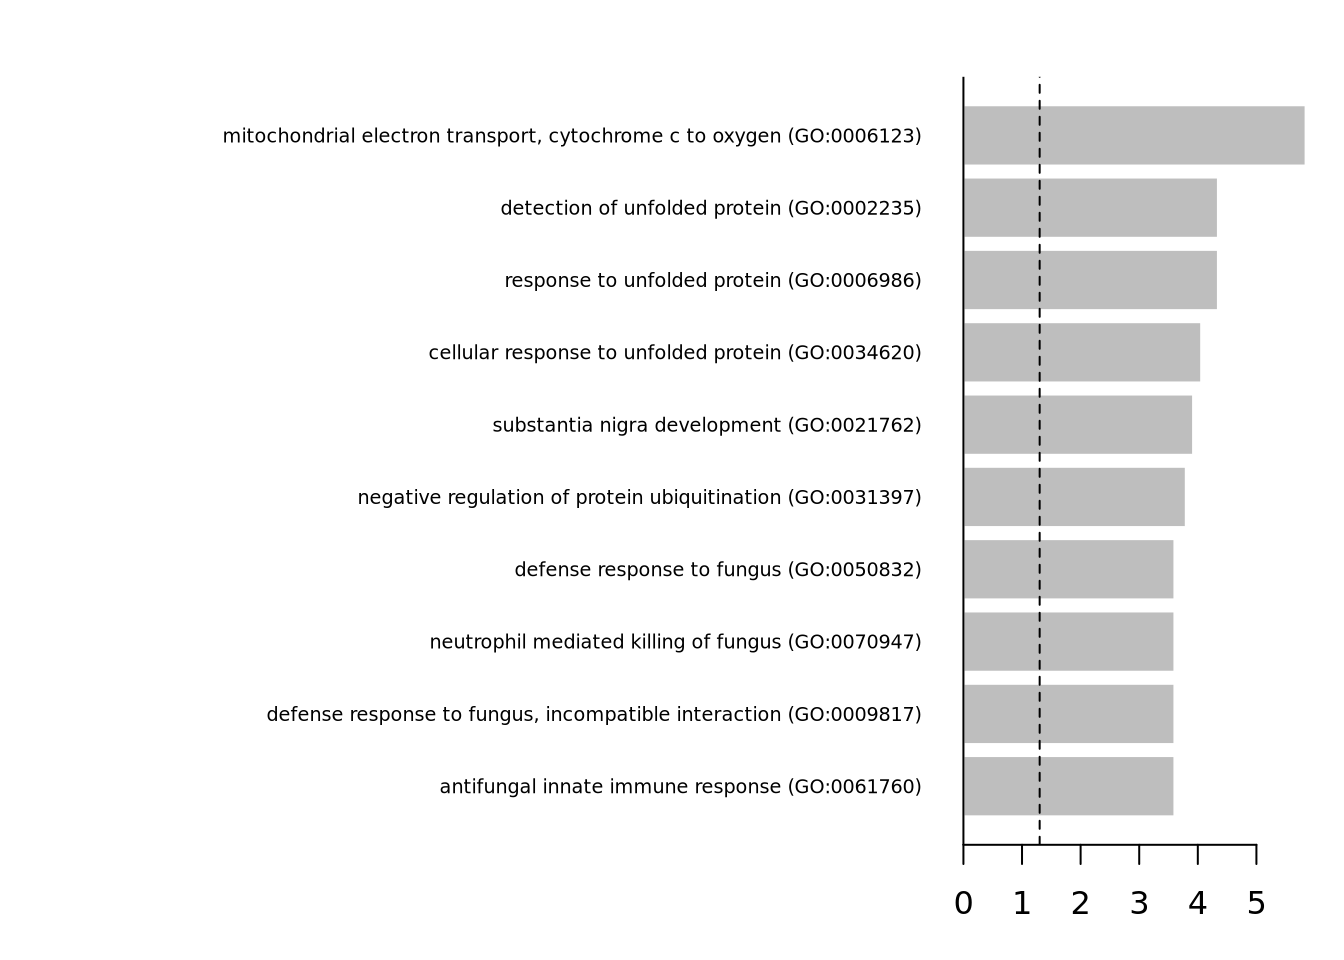 mitochondrial electron transport, cytochrome c to oxygen (GO:0006123)
detection of unfolded protein (GO:0002235)
response to unfolded protein (GO:0006986)
cellular response to unfolded protein (GO:0034620)
substantia nigra development (GO:0021762)
negative regulation of protein ubiquitination (GO:0031397)
defense response to fungus (GO:0050832)
neutrophil mediated killing of fungus (GO:0070947)
defense response to fungus, incompatible interaction (GO:0009817)
antifungal innate immune response (GO:0061760)
0 1 2 3 4 5